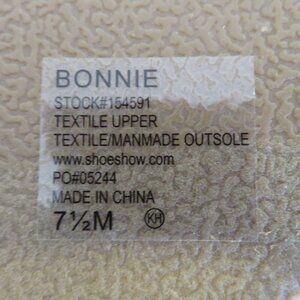 BONNIE
STOCK#154591
TEXTILE UPPER
TEXTILE/MANMADE OUTSOLE
www.shoeshow.com
PO#05244
MADE IN CHINA
7½M KH